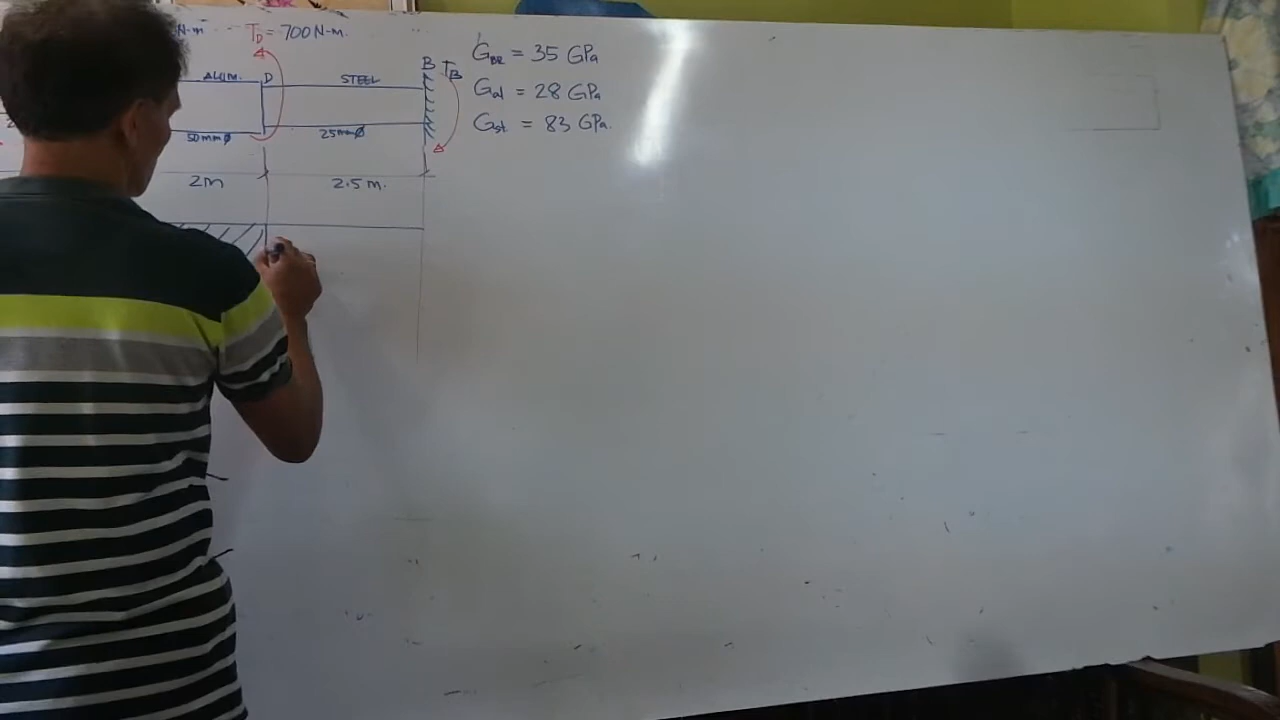 N-m T_D = 700 N-m.
ALUM. D STEEL B T_B
50mmØ 25mmØ
2m 2.5 m.
G_BR = 35 GPa
G_al = 28 GPa
G_st. = 83 GPa.